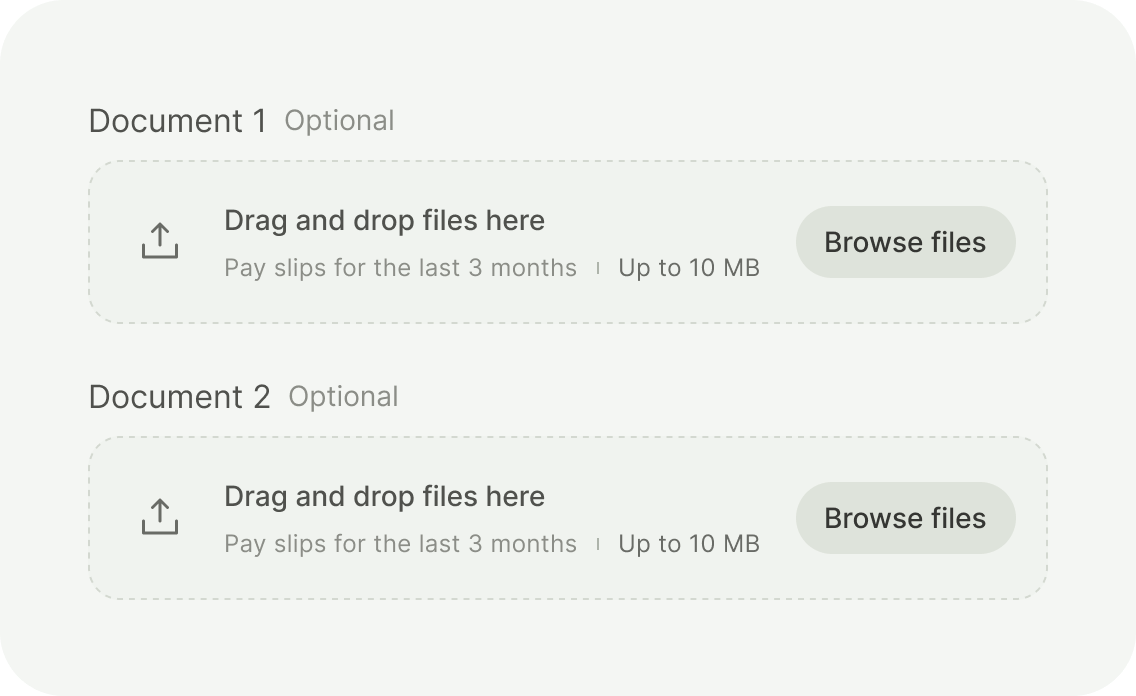 Document 1 Optional
Drag and drop files here
Pay slips for the last 3 months | Up to 10 MB
Browse files
Document 2 Optional
Drag and drop files here
Pay slips for the last 3 months | Up to 10 MB
Browse files